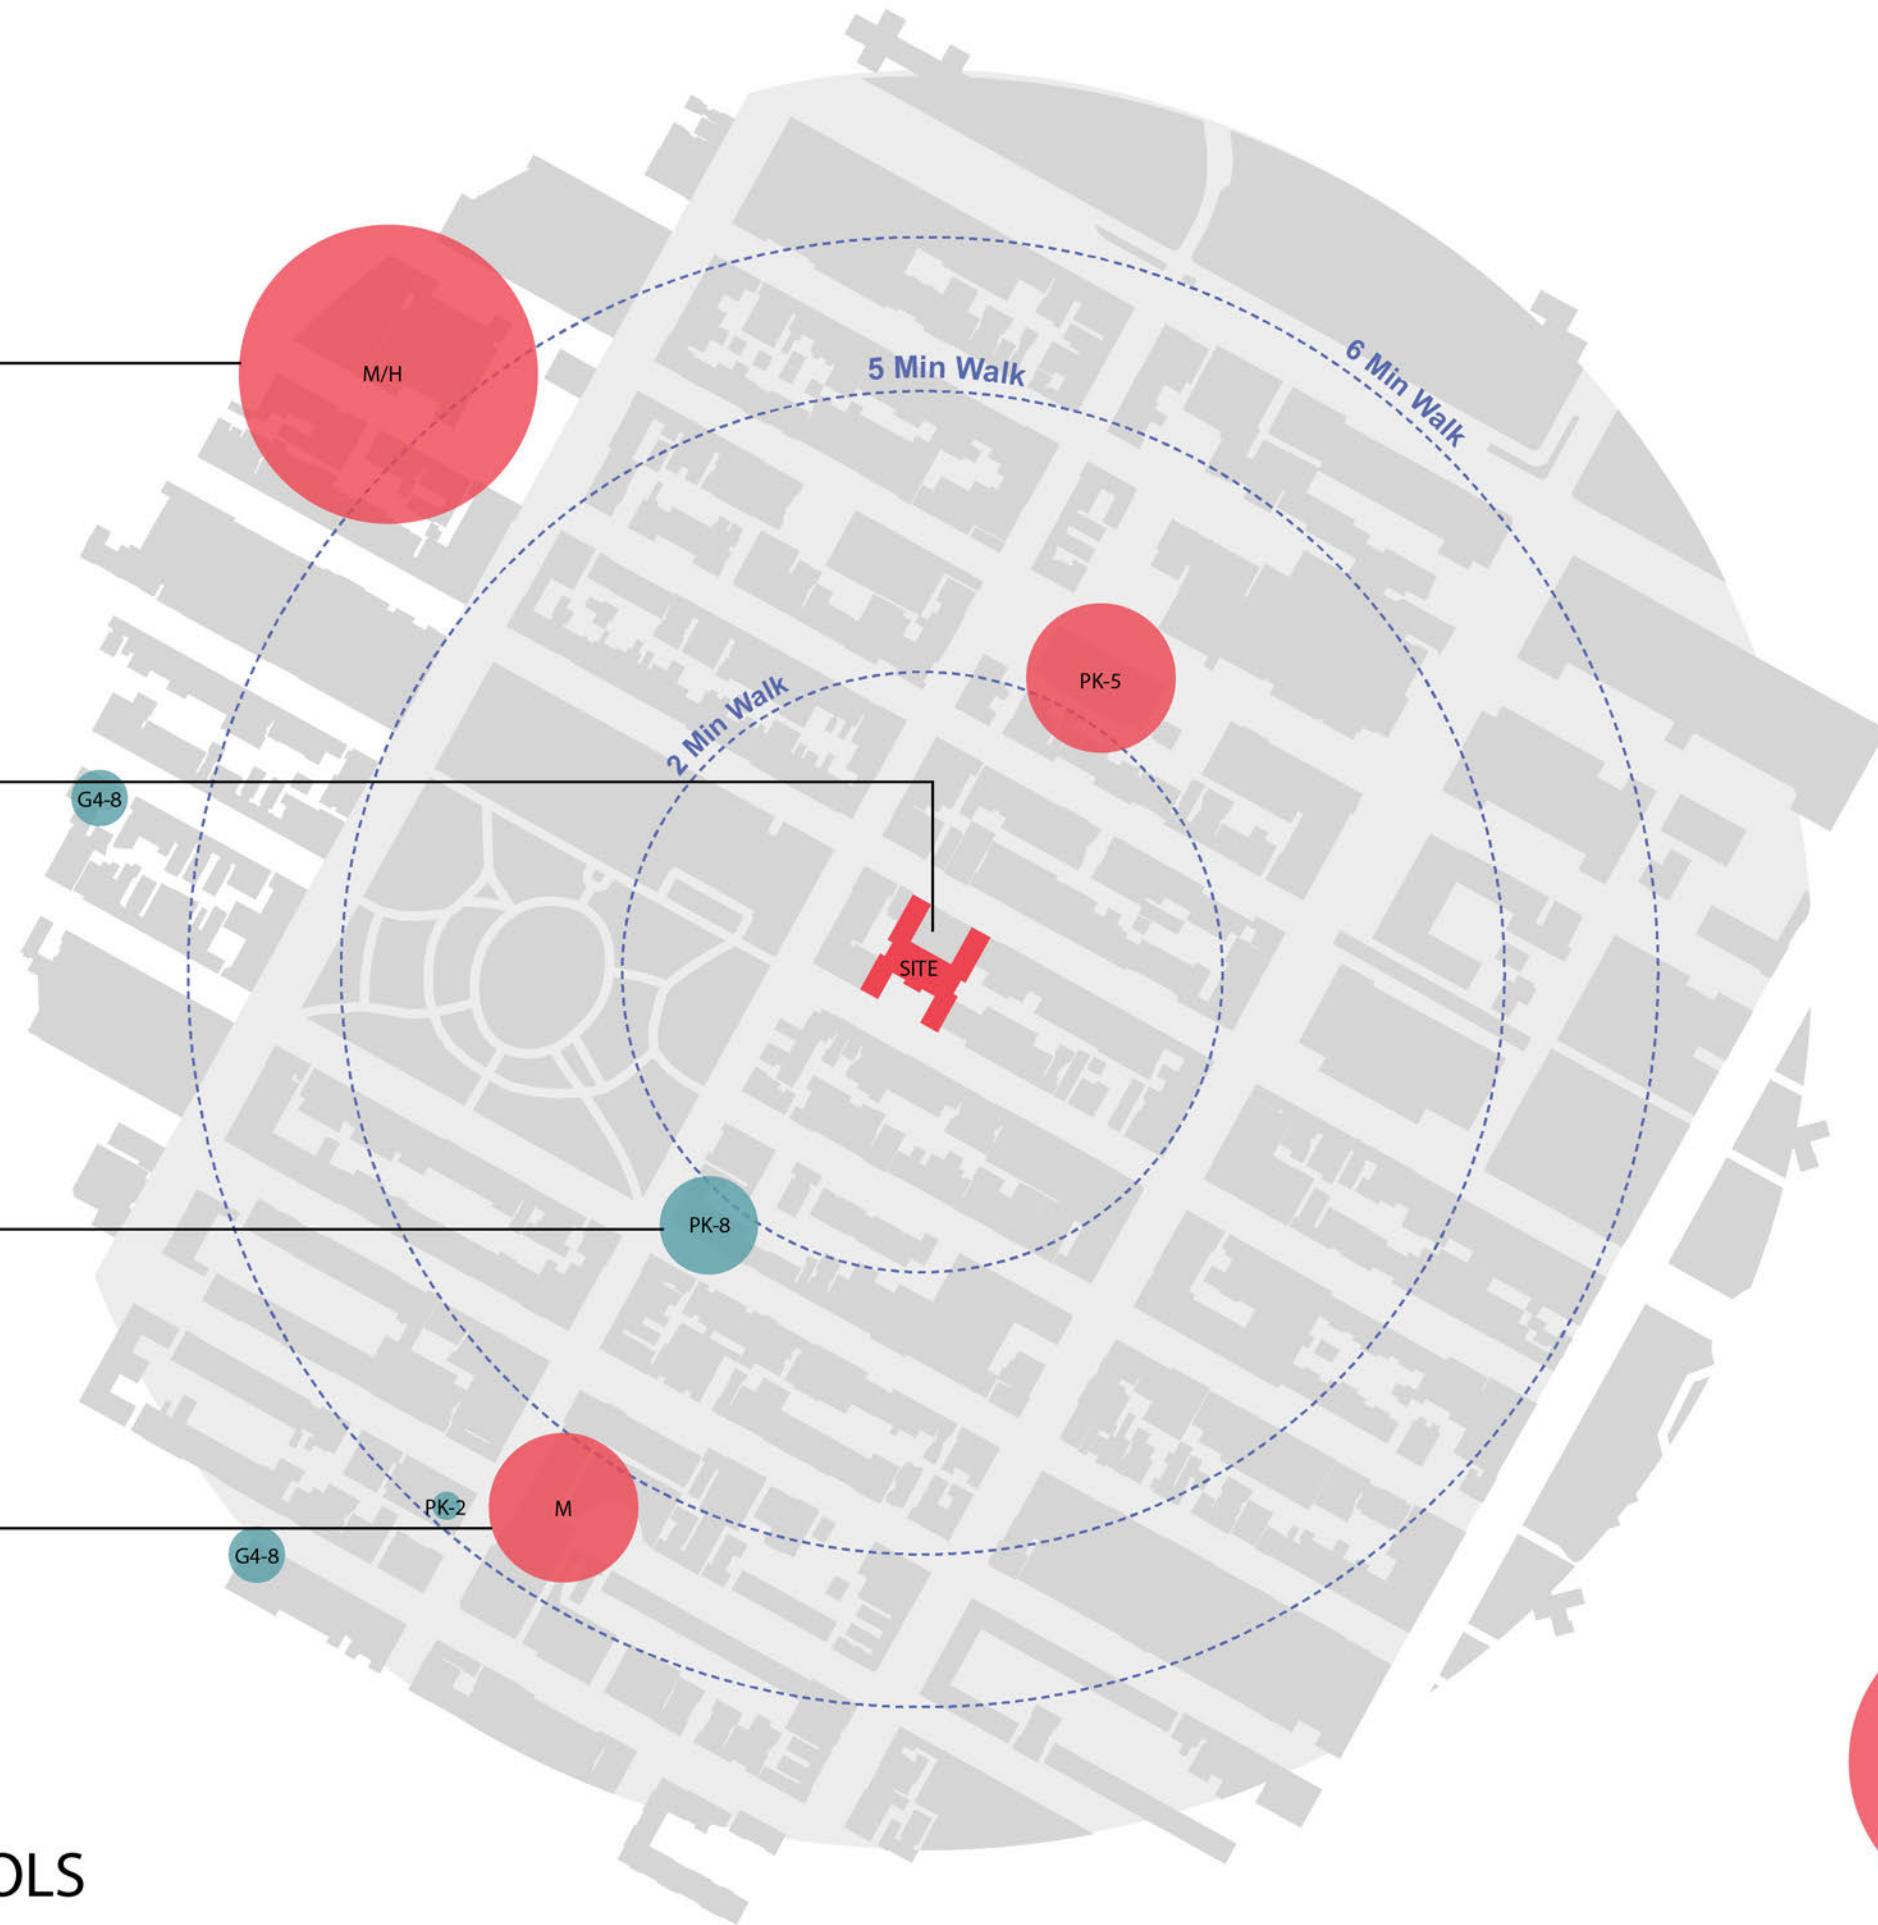 6 Min Walk
5 Min Walk
M/H
PK-5
2 Min Walk
G4-8
SITE
PK-8
PK-2
M
G4-8
OLS